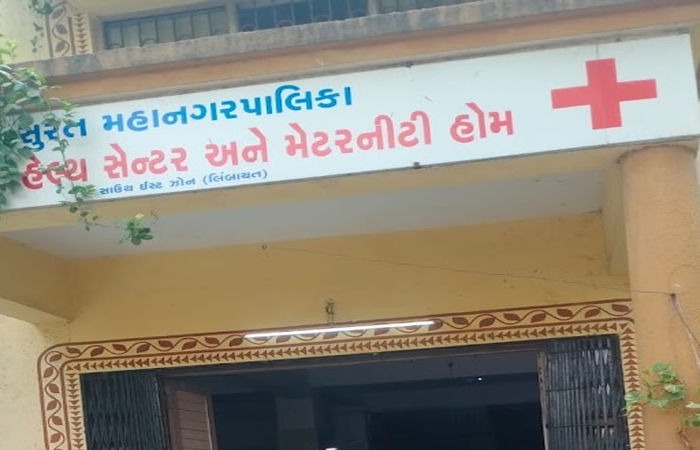 સુરત મહાનગરપાલિકા
હેલ્થ સેન્ટર અને મેટરનીટી હોમ
સાઉથ ઈસ્ટ ઝોન (લિંબાયત)